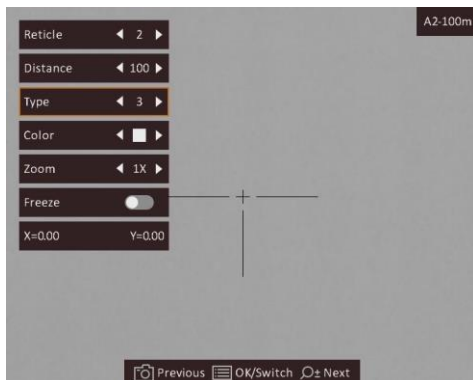 A2-100m
Reticle 2
Distance 100
Type 3
Color
Zoom 1X
Freeze
X=0.00 Y=0.00
Previous OK/Switch Next